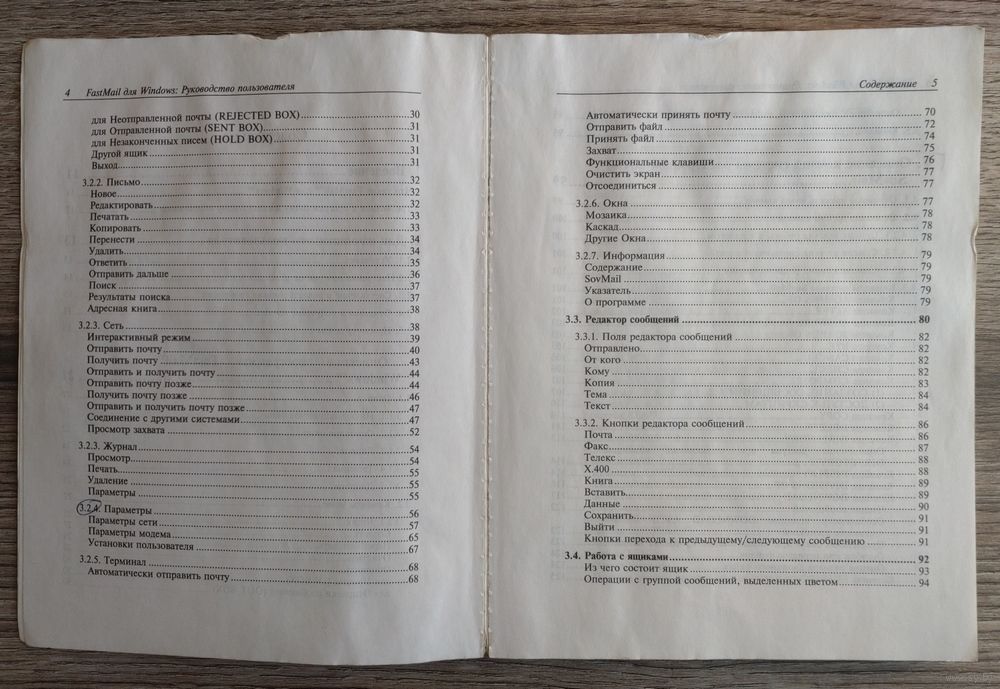 4 FastMail для Windows: Руководство пользователя
для Неотправленной почты (REJECTED BOX) 30
для Отправленной почты (SENT BOX) 31
для Незаконченных писем (HOLD BOX) 31
Другой ящик 31
Выход 31
3.2.2. Письмо 32
Новое 32
Редактировать 32
Печатать 33
Копировать 33
Перенести 34
Удалить 34
Ответить 35
Отправить дальше 36
Поиск 37
Результаты поиска 37
Адресная книга 38
3.2.3. Сеть 38
Интерактивный режим 39
Отправить почту 40
Получить почту 43
Отправить и получить почту 44
Отправить почту позже 44
Получить почту позже 46
Отправить и получить почту позже 47
Соединение с другими системами 47
Просмотр захвата 52
3.2.3. Журнал 54
Просмотр 54
Печать 55
Удаление 55
Параметры 55
3.2.4. Параметры 56
Параметры сети 57
Параметры модема 65
Установки пользователя 67
3.2.5. Терминал 68
Автоматически отправить почту 68
Содержание 5
Автоматически принять почту 70
Отправить файл 72
Принять файл 74
Захват 75
Функциональные клавиши 76
Очистить экран 77
Отсоединиться 77
3.2.6. Окна 77
Мозаика 78
Каскад 78
Другие Окна 78
3.2.7. Информация 79
Содержание 79
SovMail 79
Указатель 79
О программе 79
3.3. Редактор сообщений 80
3.3.1. Поля редактора сообщений 82
Отправлено 82
От кого 82
Кому 82
Копия 83
Тема 84
Текст 84
3.3.2. Кнопки редактора сообщений 86
Почта 86
Факс 87
Телекс 88
X.400 88
Книга 89
Вставить 89
Данные 90
Сохранить 91
Выйти 91
Кнопки перехода к предыдущему/следующему сообщению 91
3.4. Работа с ящиками 92
Из чего состоит ящик 93
Операции с группой сообщений, выделенных цветом 94